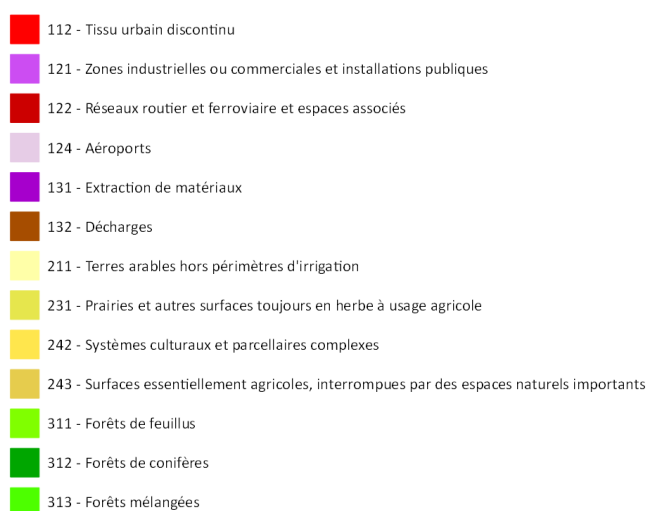 112 - Tissu urbain discontinu
121 - Zones industrielles ou commerciales et installations publiques
122 - Réseaux routier et ferroviaire et espaces associés
124 - Aéroports
131 - Extraction de matériaux
132 - Décharges
211 - Terres arables hors périmètres d'irrigation
231 - Prairies et autres surfaces toujours en herbe à usage agricole
242 - Systèmes culturaux et parcellaires complexes
243 - Surfaces essentiellement agricoles, interrompues par des espaces naturels importants
311 - Forêts de feuillus
312 - Forêts de conifères
313 - Forêts mélangées